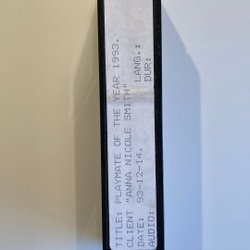 TITLE: PLAYMATE OF THE YEAR 1993.
CLIENT "ANNA NICOLE SMITH"
DATE: 93-12-14. LANG.:
AUDIO: DUR: